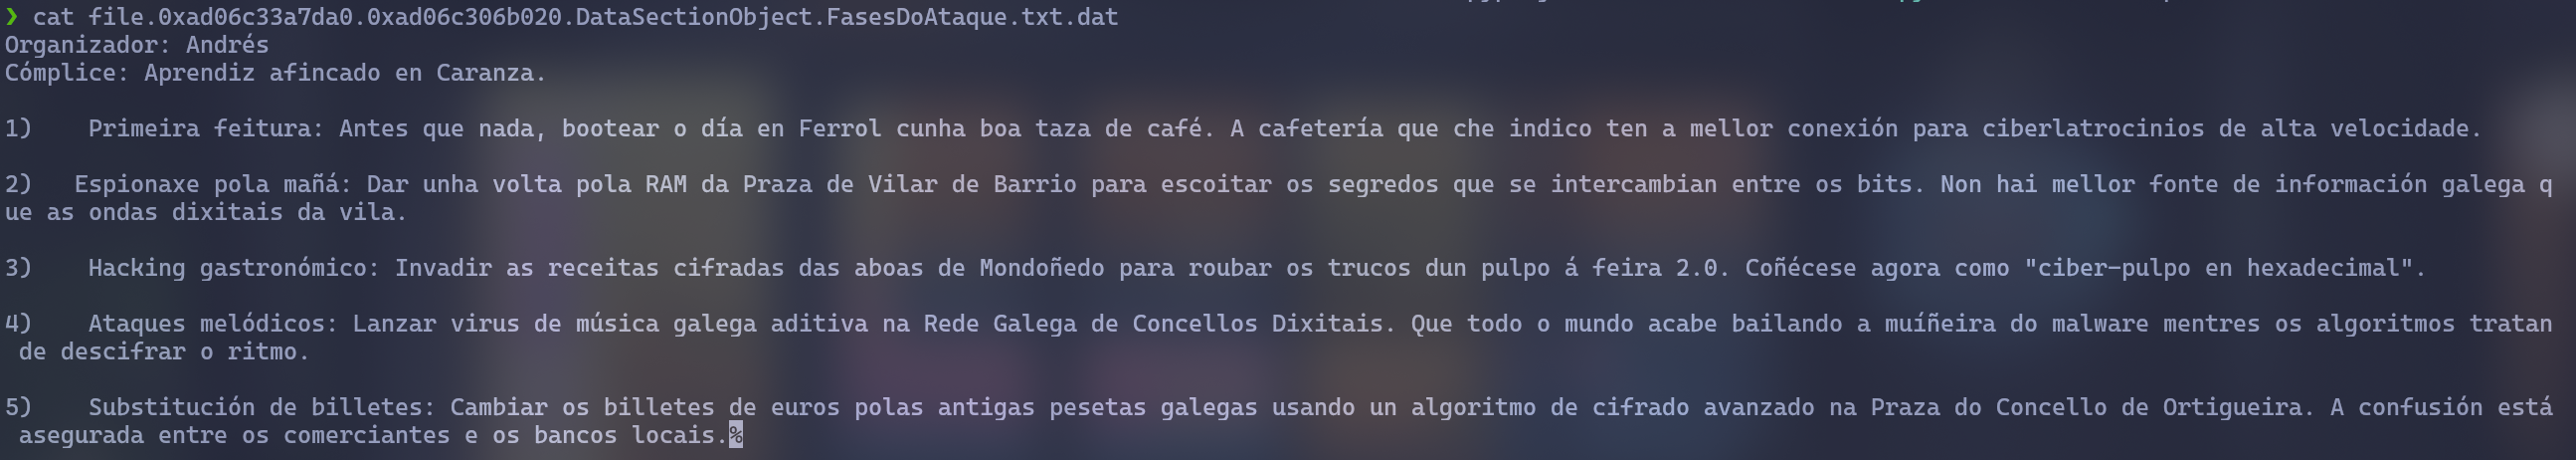 ❯ cat file.0xad06c33a7da0.0xad06c306b020.DataSectionObject.FasesDoAtaque.txt.dat
Organizador: Andrés
Cómplice: Aprendiz afincado en Caranza.
1)    Primeira feitura: Antes que nada, bootear o día en Ferrol cunha boa taza de café. A cafetería que che indico ten a mellor conexión para ciberlatrocinios de alta velocidade.
2)   Espionaxe pola mañá: Dar unha volta pola RAM da Praza de Vilar de Barrio para escoitar os segredos que se intercambian entre os bits. Non hai mellor fonte de información galega q
ue as ondas dixitais da vila.
3)    Hacking gastronómico: Invadir as receitas cifradas das aboas de Mondoñedo para roubar os trucos dun pulpo á feira 2.0. Coñécese agora como "ciber-pulpo en hexadecimal".
4)    Ataques melódicos: Lanzar virus de música galega aditiva na Rede Galega de Concellos Dixitais. Que todo o mundo acabe bailando a muíñeira do malware mentres os algoritmos tratan
 de descifrar o ritmo.
5)    Substitución de billetes: Cambiar os billetes de euros polas antigas pesetas galegas usando un algoritmo de cifrado avanzado na Praza do Concello de Ortigueira. A confusión está
 asegurada entre os comerciantes e os bancos locais.%